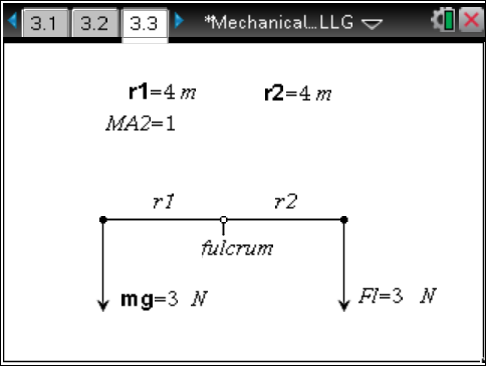 3.1 3.2 3.3 *Mechanical...LLG
r1=4 m r2=4 m
MA2=1
r1 r2
fulcrum
mg=3 N Fl=3 N